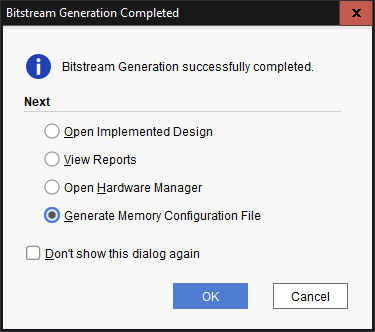 Bitstream Generation Completed
x
i
Bitstream Generation successfully completed.
Next
Open Implemented Design
View Reports
Open Hardware Manager
Generate Memory Configuration File
Don't show this dialog again
OK
Cancel